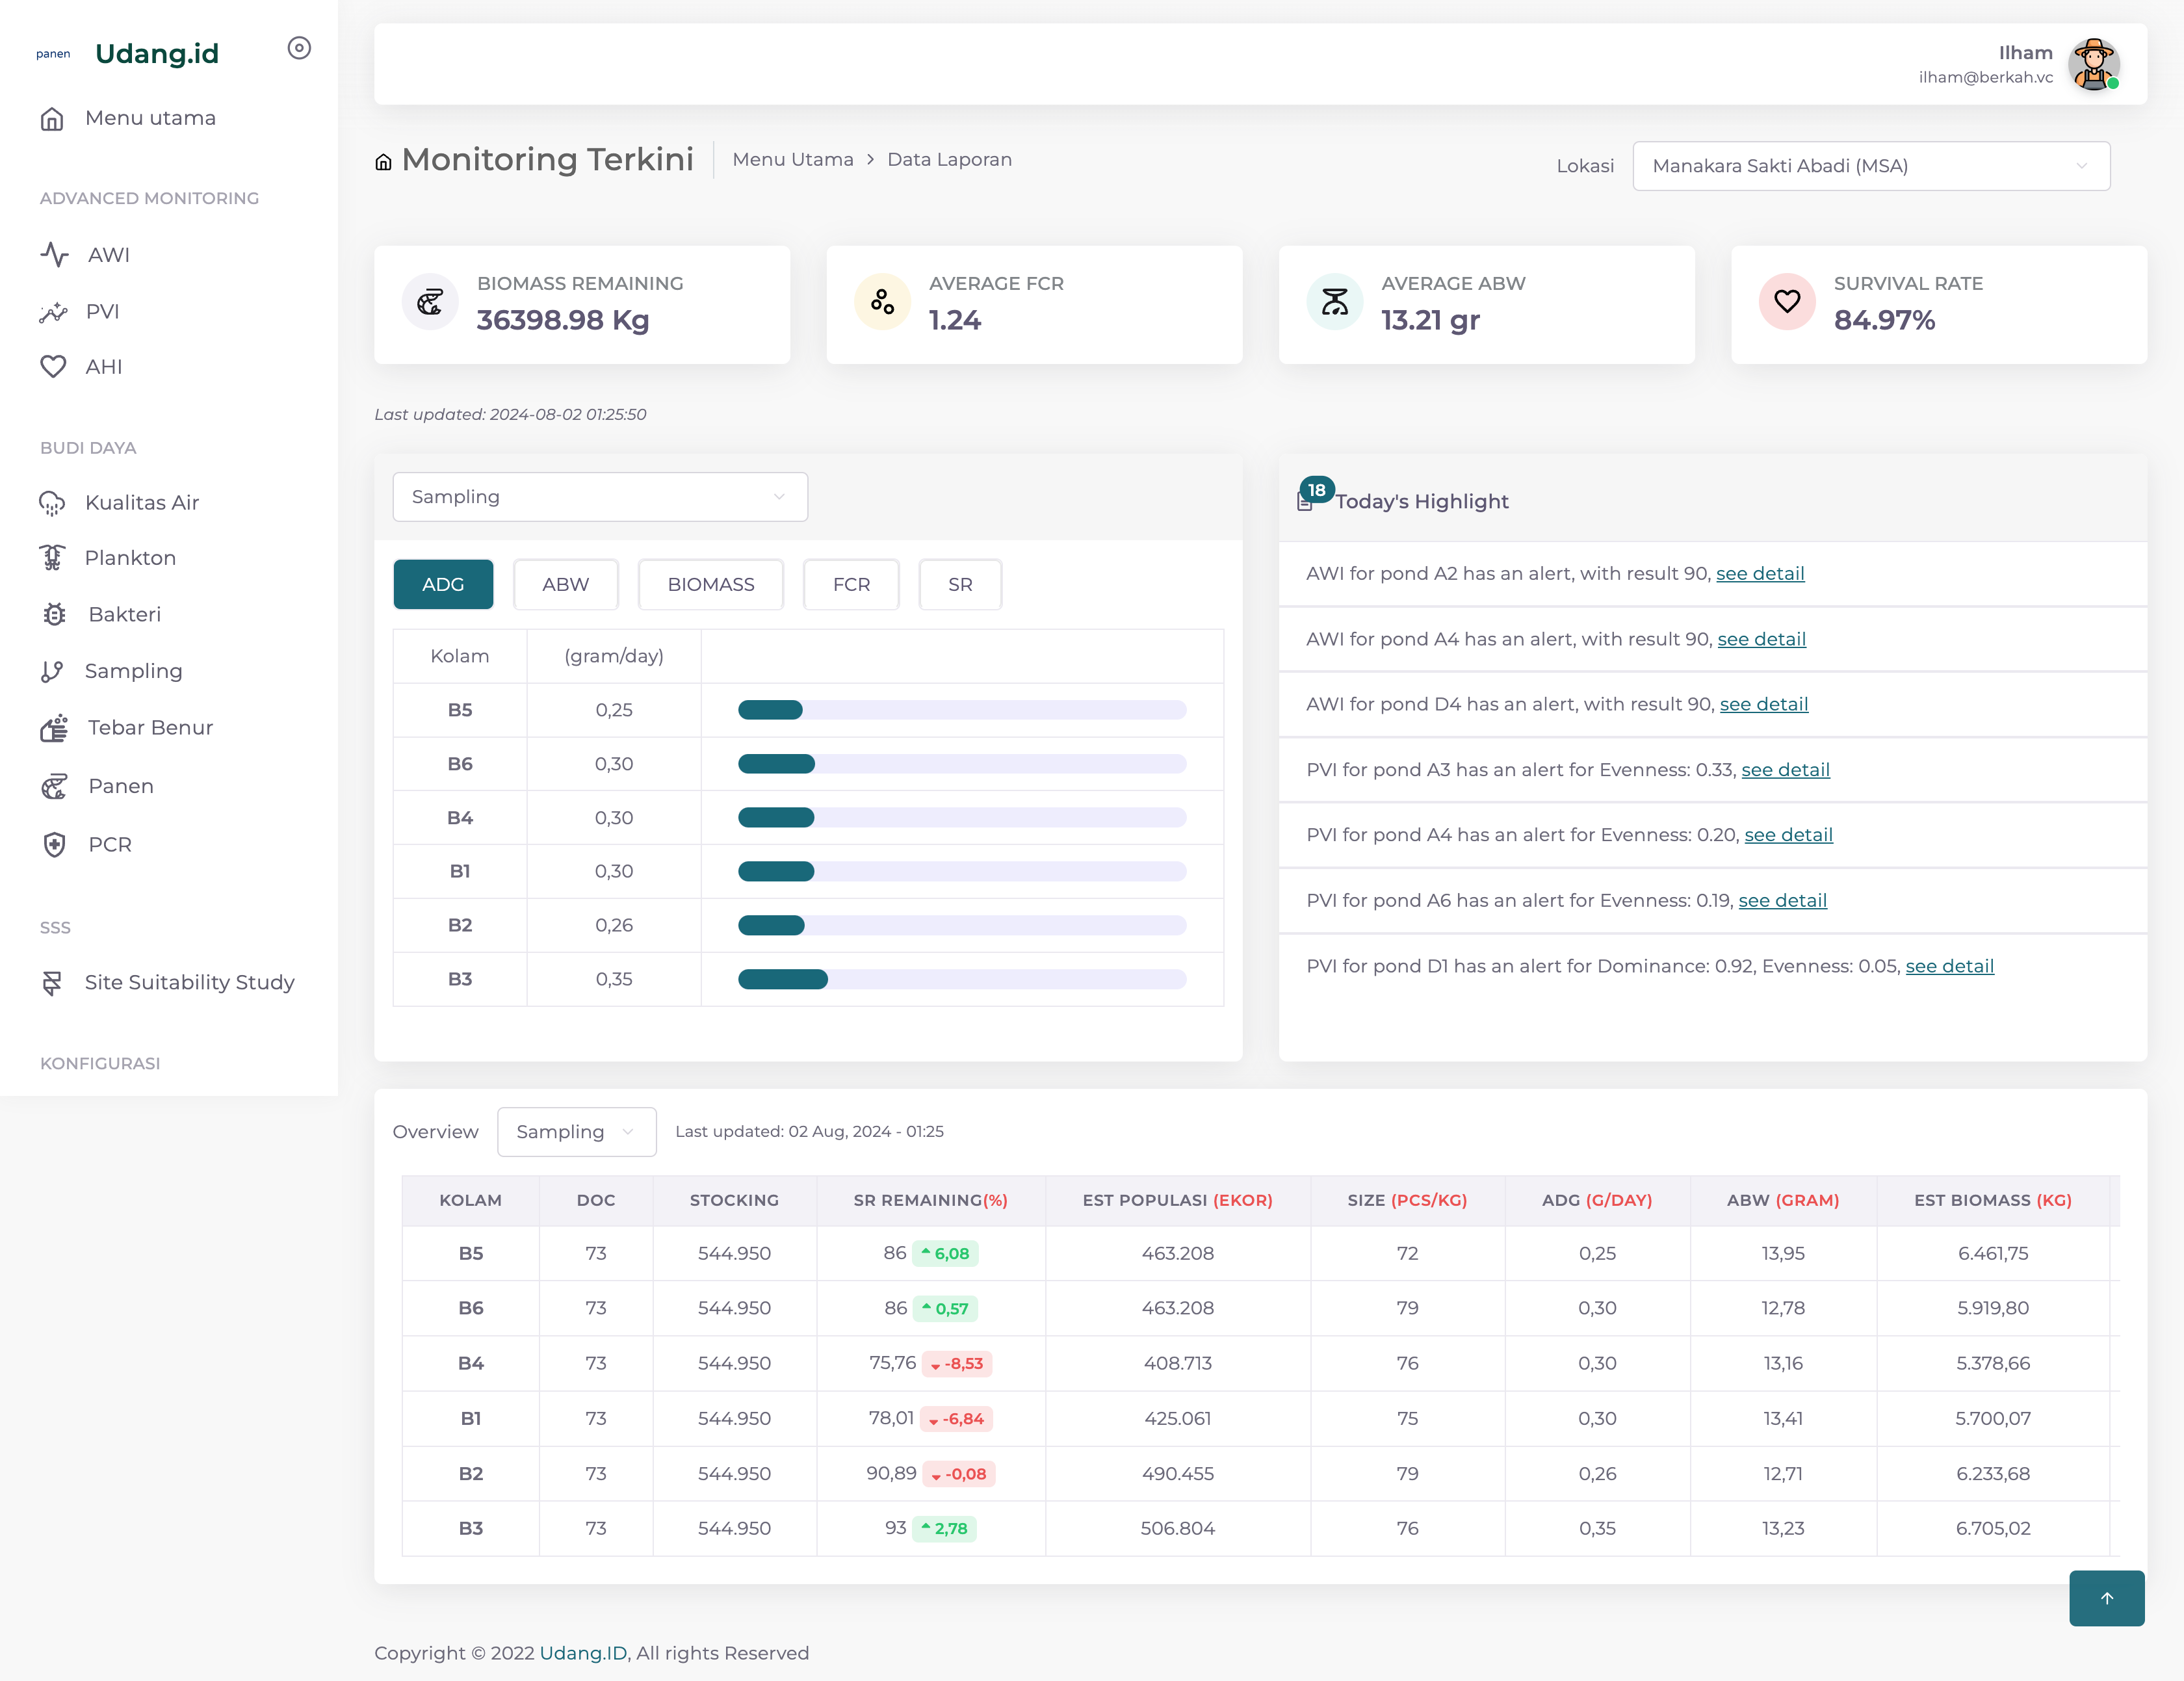 panen Udang.id
Menu utama
ADVANCED MONITORING
AWI
PVI
AHI
BUDI DAYA
Kualitas Air
Plankton
Bakteri
Sampling
Tebar Benur
Panen
PCR
SSS
Site Suitability Study
KONFIGURASI
Ilham
ilham@berkah.vc
Monitoring Terkini Menu Utama > Data Laporan
Lokasi Manakara Sakti Abadi (MSA)
BIOMASS REMAINING
36398.98 Kg
AVERAGE FCR
1.24
AVERAGE ABW
13.21 gr
SURVIVAL RATE
84.97%
Last updated: 2024-08-02 01:25:50
Sampling
ADG ABW BIOMASS FCR SR
Kolam (gram/day)
B5 0,25
B6 0,30
B4 0,30
B1 0,30
B2 0,26
B3 0,35
18 Today's Highlight
AWI for pond A2 has an alert, with result 90, see detail
AWI for pond A4 has an alert, with result 90, see detail
AWI for pond D4 has an alert, with result 90, see detail
PVI for pond A3 has an alert for Evenness: 0.33, see detail
PVI for pond A4 has an alert for Evenness: 0.20, see detail
PVI for pond A6 has an alert for Evenness: 0.19, see detail
PVI for pond D1 has an alert for Dominance: 0.92, Evenness: 0.05, see detail
Overview Sampling Last updated: 02 Aug, 2024 - 01:25
KOLAM DOC STOCKING SR REMAINING(%) EST POPULASI (EKOR) SIZE (PCS/KG) ADG (G/DAY) ABW (GRAM) EST BIOMASS (KG)
B5 73 544.950 86 6,08 463.208 72 0,25 13,95 6.461,75
B6 73 544.950 86 0,57 463.208 79 0,30 12,78 5.919,80
B4 73 544.950 75,76 -8,53 408.713 76 0,30 13,16 5.378,66
B1 73 544.950 78,01 -6,84 425.061 75 0,30 13,41 5.700,07
B2 73 544.950 90,89 -0,08 490.455 79 0,26 12,71 6.233,68
B3 73 544.950 93 2,78 506.804 76 0,35 13,23 6.705,02
Copyright © 2022 Udang.ID, All rights Reserved